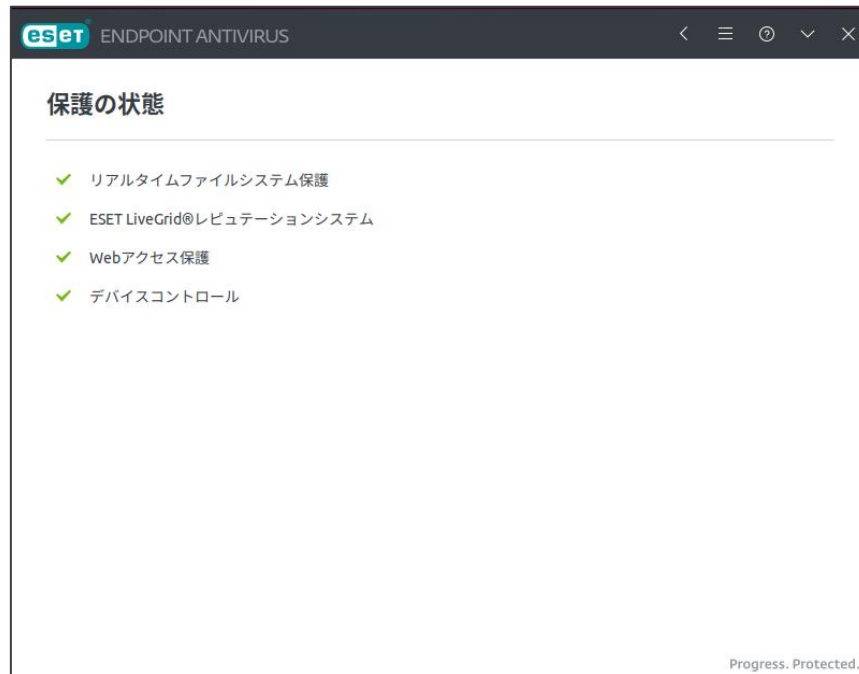 eset ENDPOINT ANTIVIRUS
保護の状態
リアルタイムファイルシステム保護
ESET LiveGrid®レピュテーションシステム
Webアクセス保護
デバイスコントロール
Progress. Protected.